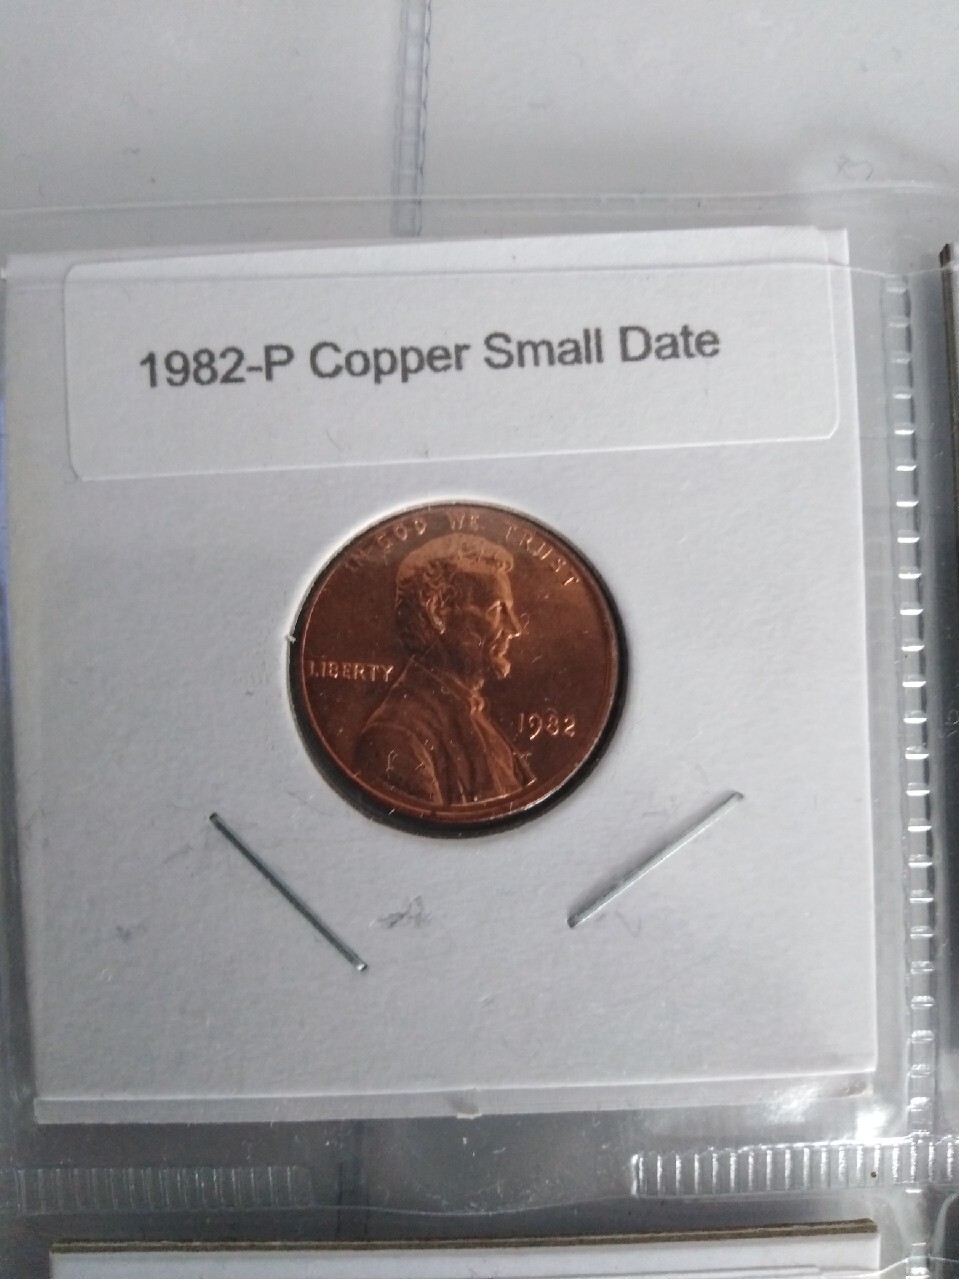 1982-P Copper Small Date
IN GOD WE TRUST
LIBERTY
1982